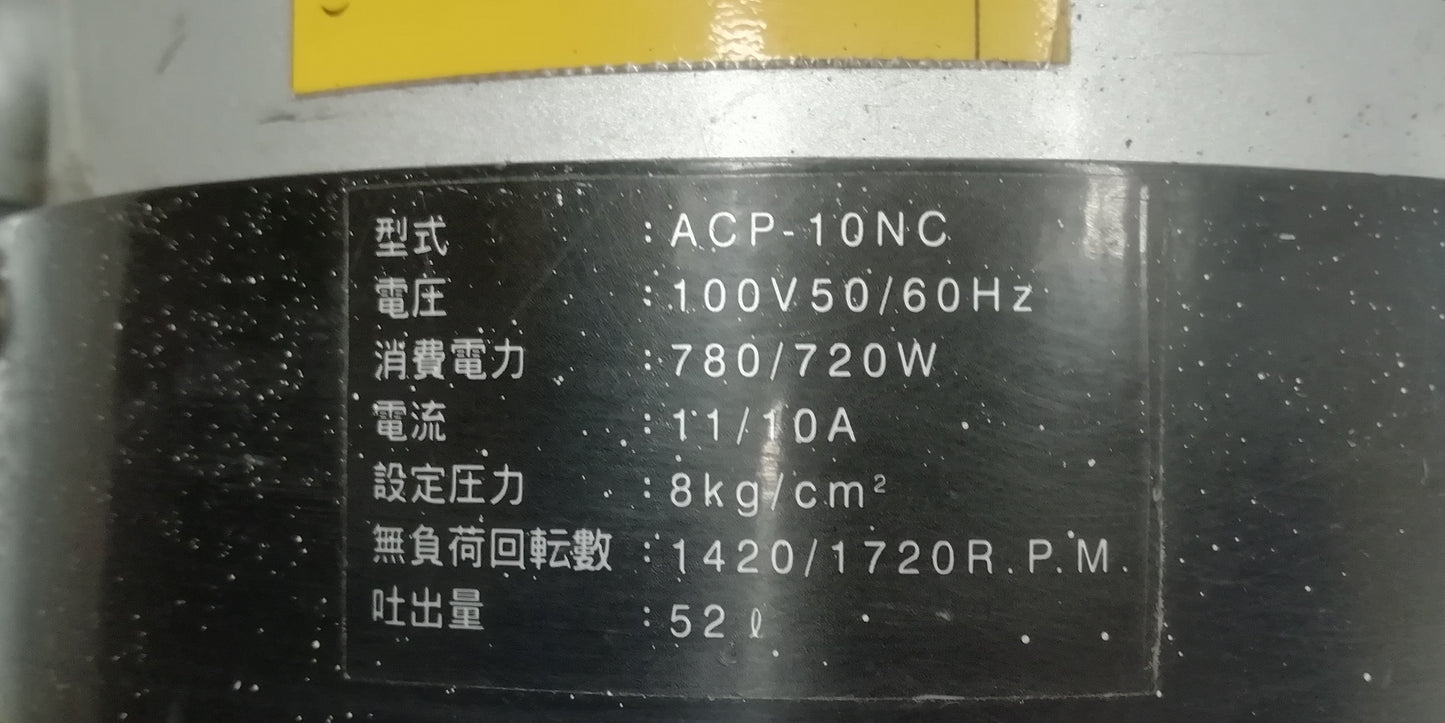 型式 : ACP-10NC
電圧 : 100V50/60Hz
消費電力 : 780/720W
電流 : 11/10A
設定圧力 : 8kg/cm²
無負荷回転數 : 1420/1720R.P.M.
吐出量 : 52ℓ